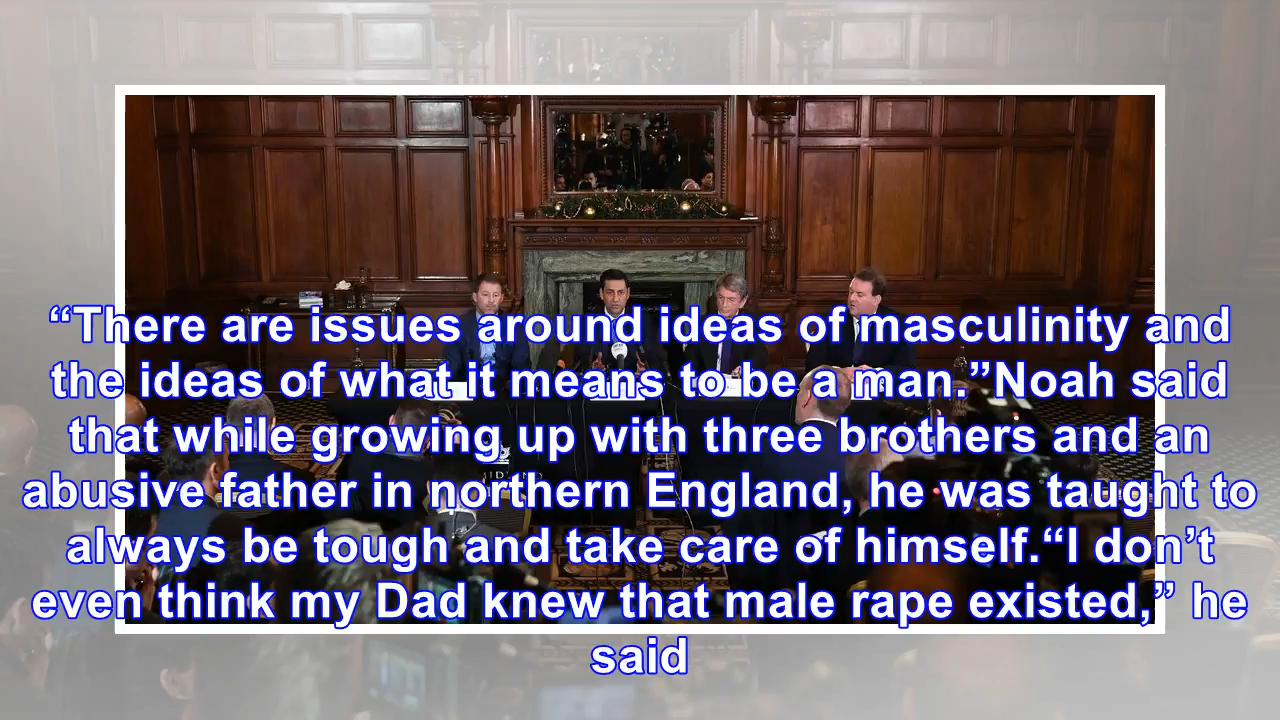 “There are issues around ideas of masculinity and
the ideas of what it means to be a man.”Noah said
that while growing up with three brothers and an
abusive father in northern England, he was taught to
always be tough and take care of himself.“I don’t
even think my Dad knew that male rape existed,” he
said